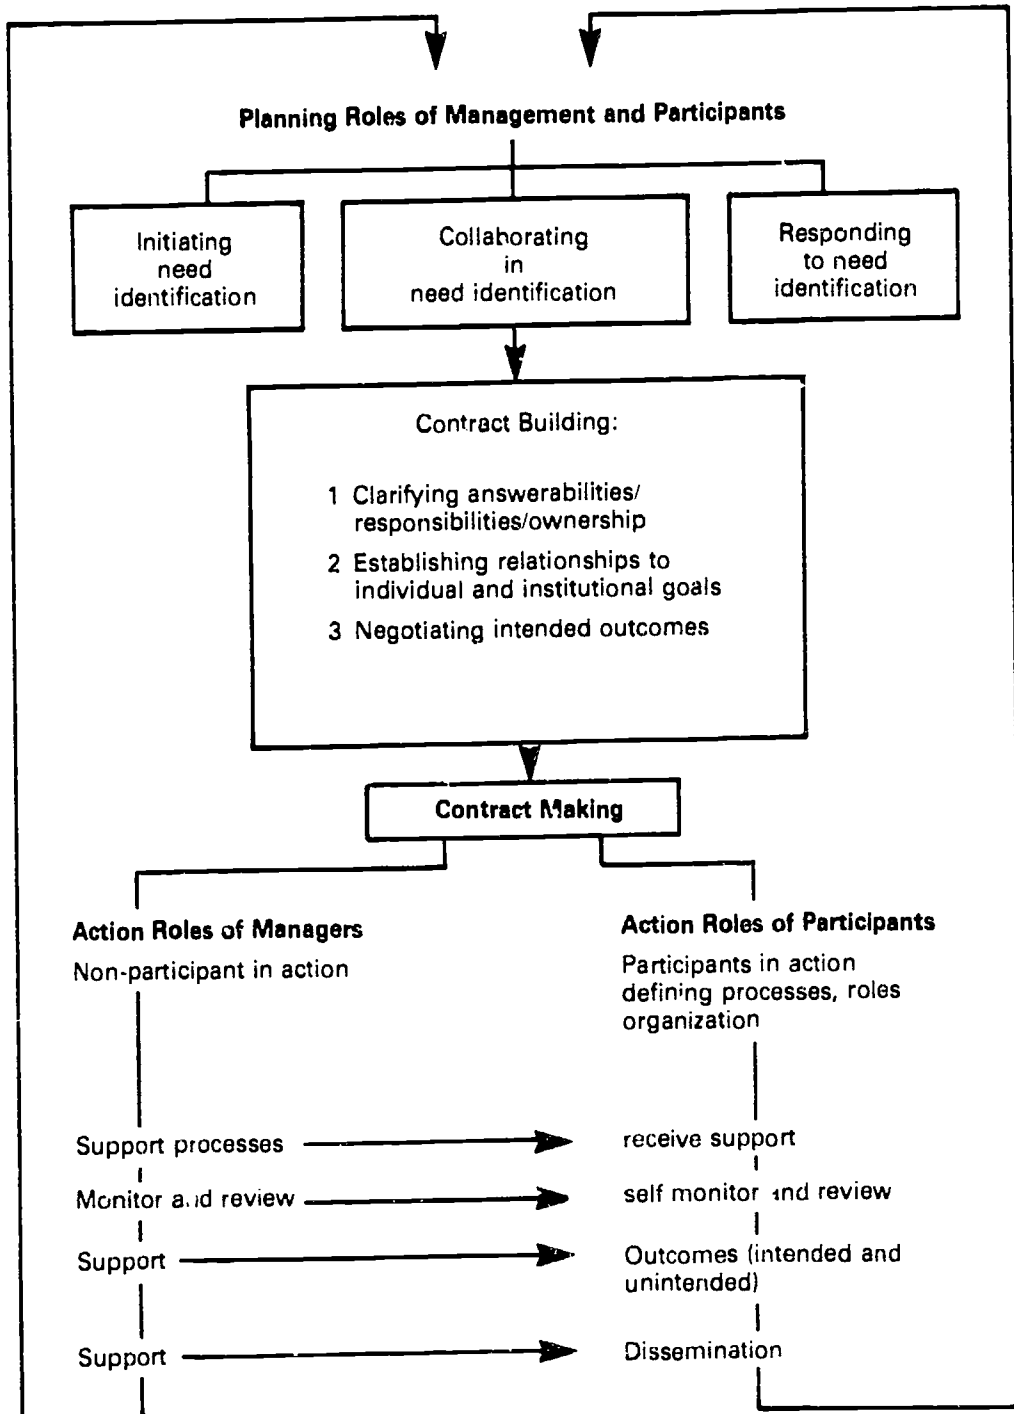 Planning Roles of Management and Participants
Initiating
need
identification
Collaborating
in
need identification
Responding
to need
identification
Contract Building:
1 Clarifying answerabilities/
responsibilities/ownership
2 Establishing relationships to
individual and institutional goals
3 Negotiating intended outcomes
Contract Making
Action Roles of Managers
Non-participant in action
Action Roles of Participants
Participants in action
defining processes, roles
organization
Support processes
receive support
Monitor and review
self monitor and review
Support
Outcomes (intended and
unintended)
Support
Dissemination